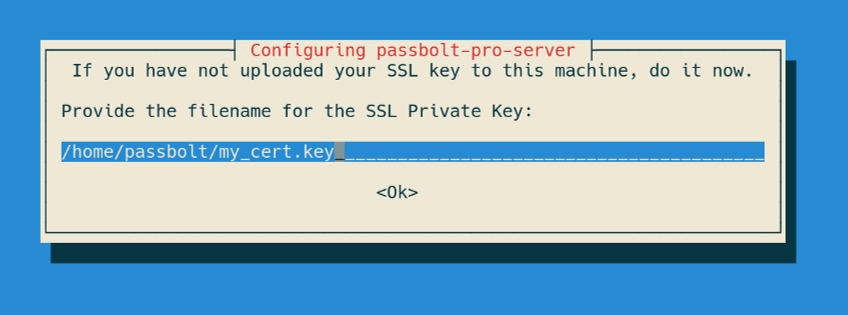 Configuring passbolt-pro-server
If you have not uploaded your SSL key to this machine, do it now.
Provide the filename for the SSL Private Key:
/home/passbolt/my_cert.key
<Ok>